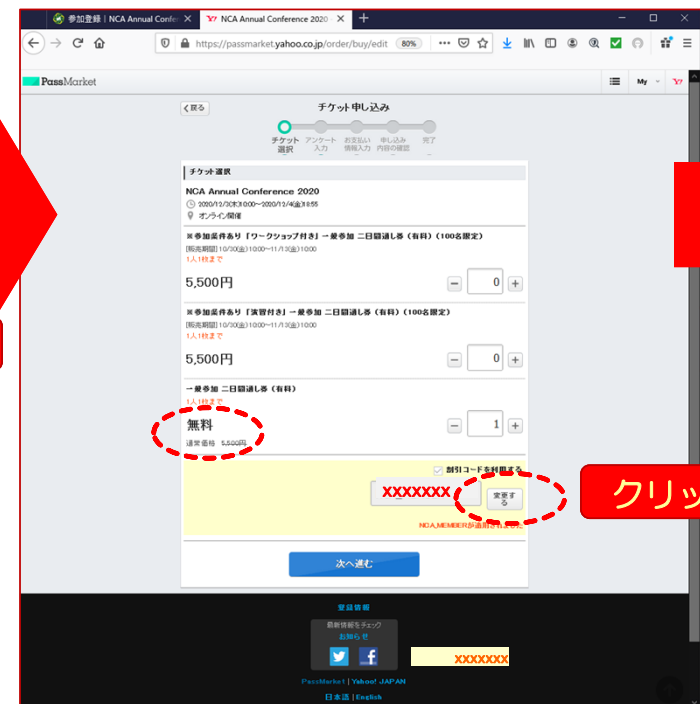 参加登録 | NCA Annual Confer
NCA Annual Conference 2020
https://passmarket.yahoo.co.jp/order/buy/edit
80%
PassMarket
My
く戻る
チケット申し込み
チケット選択
アンケート入力
お支払い情報入力
申し込み内容の確認
完了
チケット選択
NCA Annual Conference 2020
2020/12/3(木)10:00～2020/12/4(金)18:55
オンライン開催
※参加条件あり「ワークショップ付き」一般参加 二日間通し券（有料）（100名限定）
[販売期間] 10/30(金)10:00～11/13(金)10:00
1人1枚まで
5,500円
0
※参加条件あり「演習付き」一般参加 二日間通し券（有料）（100名限定）
[販売期間] 10/30(金)10:00～11/13(金)10:00
1人1枚まで
5,500円
0
一般参加 二日間通し券（有料）
1人1枚まで
無料
1
通常価格 5,500円
割引コードを利用する
XXXXXXX
変更する
クリッ
NCA_MEMBERが適用されました
次へ進む
登録情報
最新情報をチェック
お知らせ
XXXXXXX
PassMarket | Yahoo! JAPAN
日本語 | English